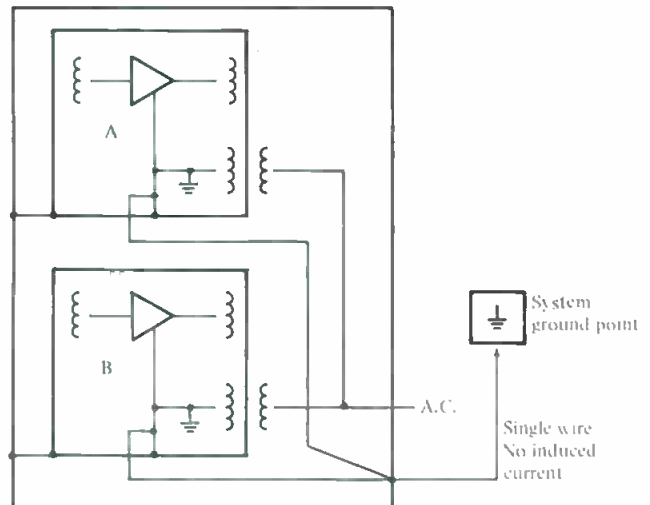 A
System
ground point
B
A.C.
Single wire
No induced
current